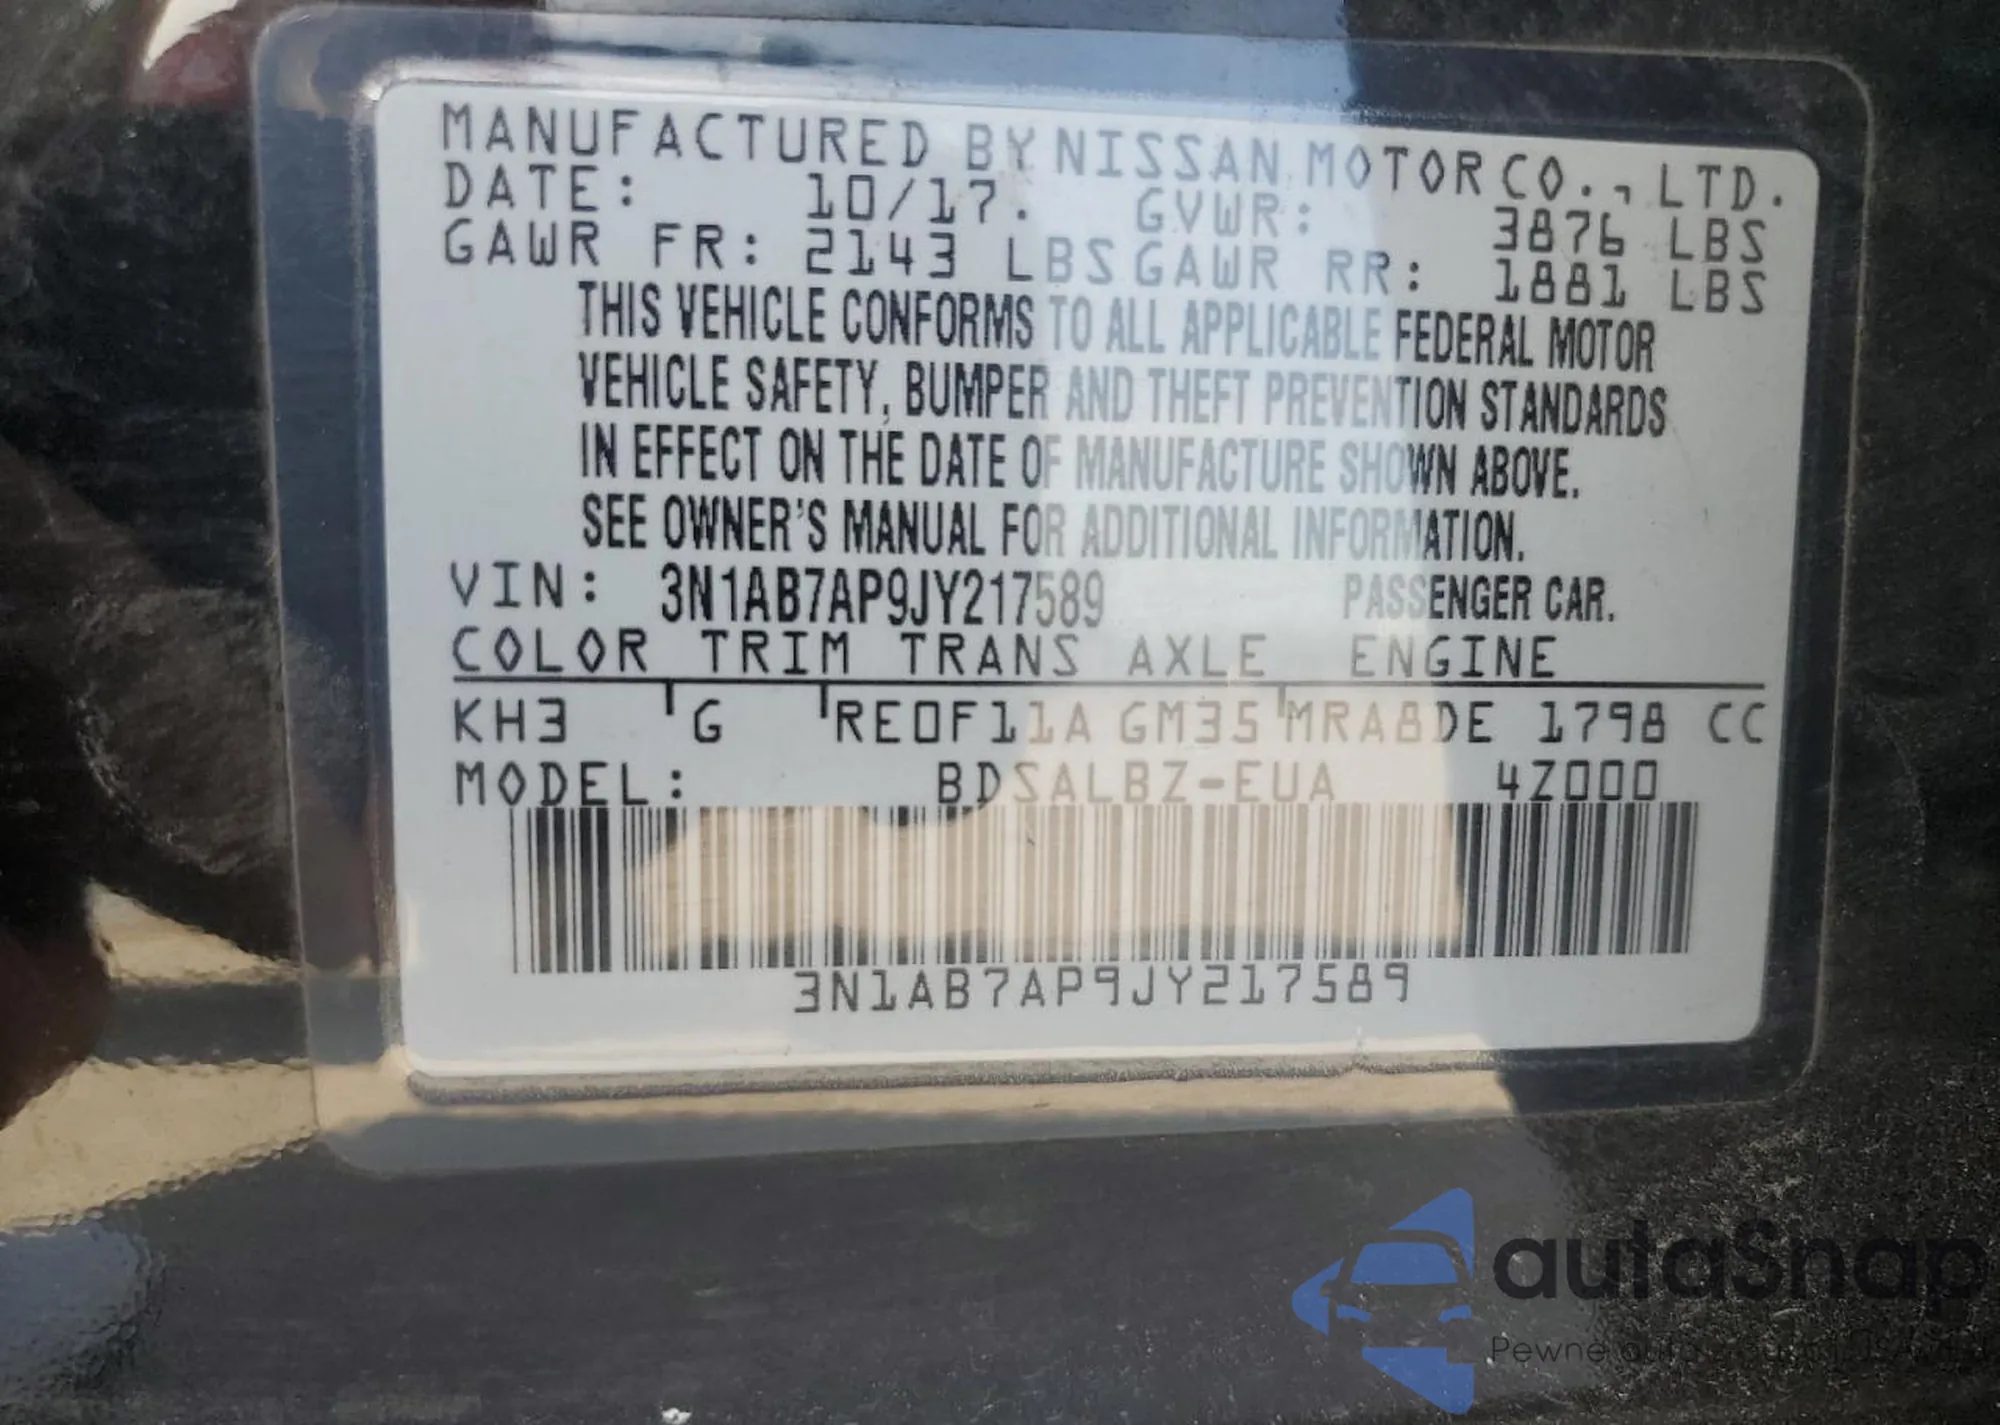 MANUFACTURED BY NISSAN MOTOR CO., LTD.
DATE: 10/17. GVWR: 3876 LBS
GAWR FR: 2143 LBS GAWR RR: 1881 LBS
THIS VEHICLE CONFORMS TO ALL APPLICABLE FEDERAL MOTOR
VEHICLE SAFETY, BUMPER AND THEFT PREVENTION STANDARDS
IN EFFECT ON THE DATE OF MANUFACTURE SHOWN ABOVE.
SEE OWNER'S MANUAL FOR ADDITIONAL INFORMATION.
VIN: 3N1AB7AP9JY217589 PASSENGER CAR.
COLOR TRIM TRANS AXLE ENGINE
KH3 G RE0F11A GM35 MRA8DE 1798 CC
MODEL: BDSALBZ-EUA 4Z000
3N1AB7AP9JY217589
autaSnap
Pewne auta z